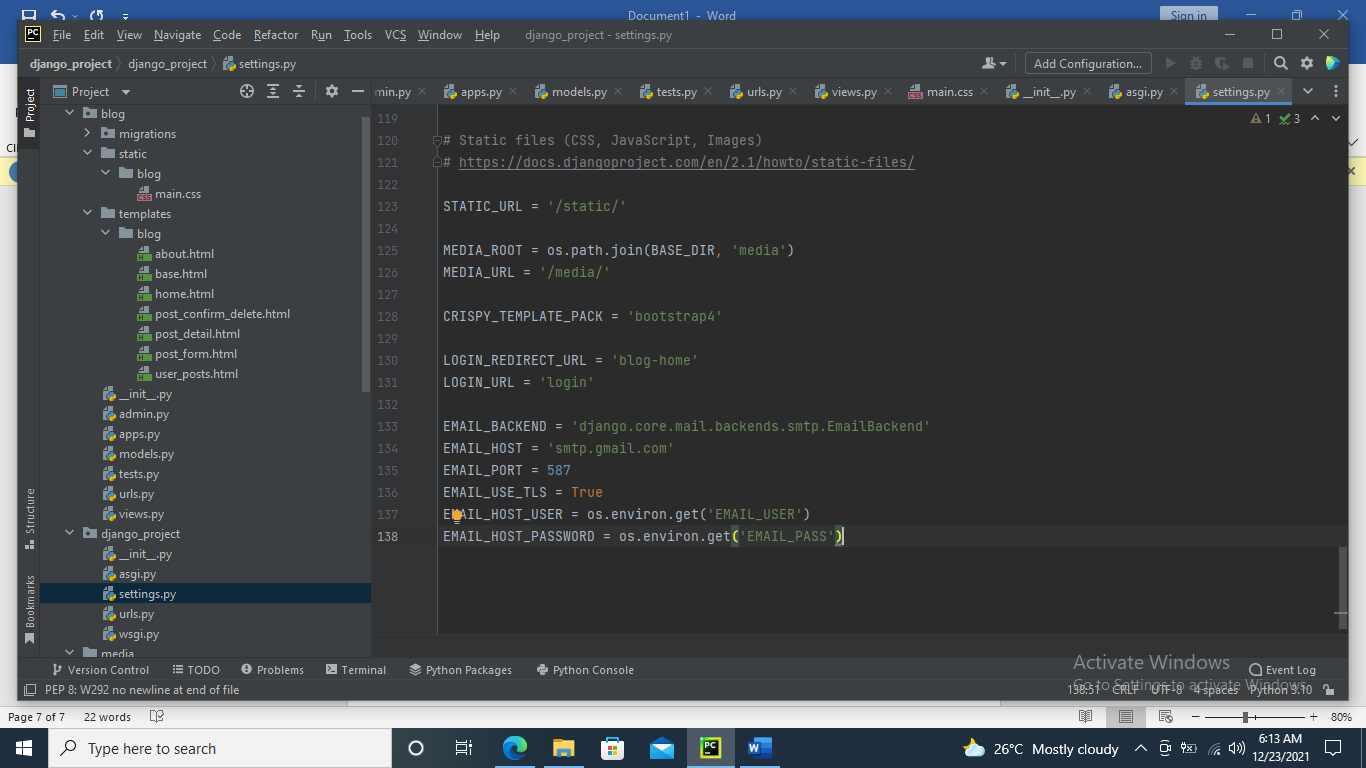 Document1 - Word
Sign in
PC File Edit View Navigate Code Refactor Run Tools VCS Window Help django_project - settings.py
django_project django_project settings.py
Add Configuration...
Project
Project
min.py apps.py models.py tests.py urls.py views.py main.css __init__.py asgi.py settings.py
blog
migrations
static
blog
main.css
templates
blog
about.html
base.html
home.html
post_confirm_delete.html
post_detail.html
post_form.html
user_posts.html
__init__.py
admin.py
apps.py
models.py
tests.py
urls.py
views.py
django_project
__init__.py
asgi.py
settings.py
urls.py
wsgi.py
media
Structure
Bookmarks
1 3
119
120 # Static files (CSS, JavaScript, Images)
121 # https://docs.djangoproject.com/en/2.1/howto/static-files/
122
123 STATIC_URL = '/static/'
124
125 MEDIA_ROOT = os.path.join(BASE_DIR, 'media')
126 MEDIA_URL = '/media/'
127
128 CRISPY_TEMPLATE_PACK = 'bootstrap4'
129
130 LOGIN_REDIRECT_URL = 'blog-home'
131 LOGIN_URL = 'login'
132
133 EMAIL_BACKEND = 'django.core.mail.backends.smtp.EmailBackend'
134 EMAIL_HOST = 'smtp.gmail.com'
135 EMAIL_PORT = 587
136 EMAIL_USE_TLS = True
137 EMAIL_HOST_USER = os.environ.get('EMAIL_USER')
138 EMAIL_HOST_PASSWORD = os.environ.get('EMAIL_PASS')
Version Control TODO Problems Terminal Python Packages Python Console
Event Log
Activate Windows
Go to Settings to activate Windows.
PEP 8: W292 no newline at end of file
138:51 CRLF UTF-8 4 spaces Python 3.10
Page 7 of 7 22 words
80%
Type here to search
26°C Mostly cloudy
6:13 AM
12/23/2021